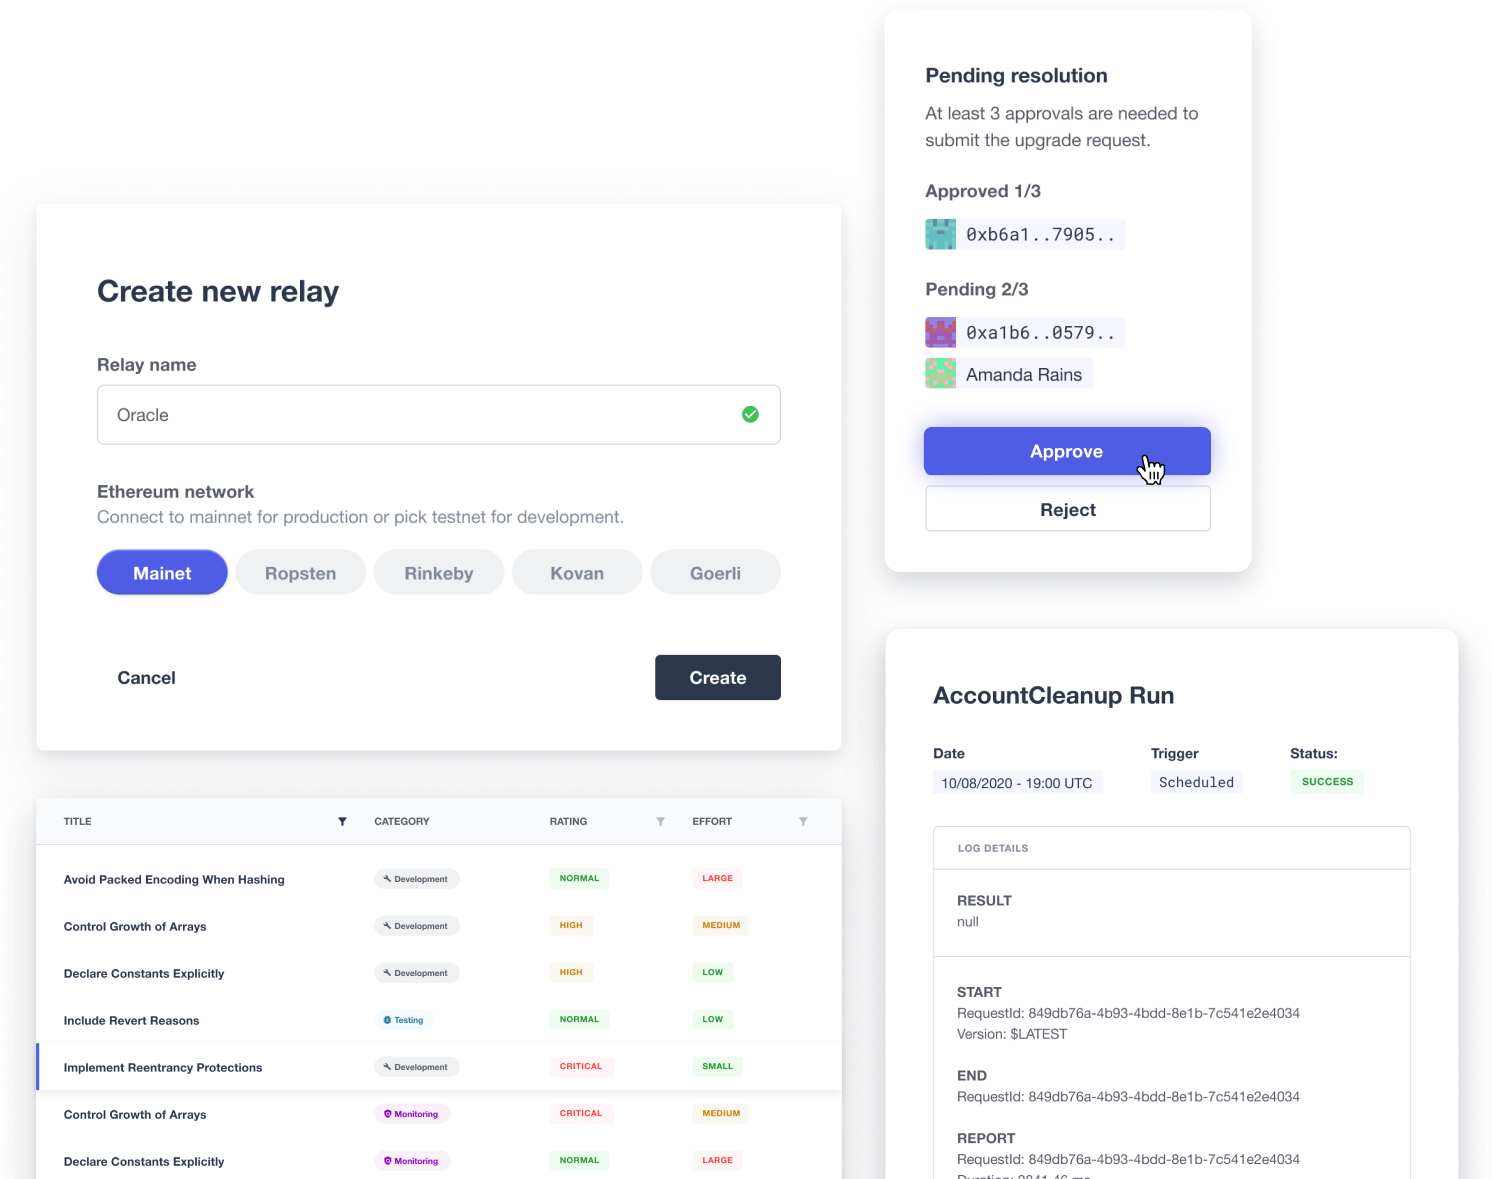 Pending resolution
At least 3 approvals are needed to
submit the upgrade request.
Approved 1/3
0xb6a1..7905..
Pending 2/3
0xa1b6..0579..
Amanda Rains
Approve
Reject
Create new relay
Relay name
Oracle
Ethereum network
Connect to mainnet for production or pick testnet for development.
Mainet Ropsten Rinkeby Kovan Goerli
Cancel Create
TITLE CATEGORY RATING EFFORT
Avoid Packed Encoding When Hashing Development NORMAL LARGE
Control Growth of Arrays Development HIGH MEDIUM
Declare Constants Explicitly Development HIGH LOW
Include Revert Reasons Testing NORMAL LOW
Implement Reentrancy Protections Development CRITICAL SMALL
Control Growth of Arrays Monitoring CRITICAL MEDIUM
Declare Constants Explicitly Monitoring NORMAL LARGE
AccountCleanup Run
Date Trigger Status:
10/08/2020 - 19:00 UTC Scheduled SUCCESS
LOG DETAILS
RESULT
null
START
RequestId: 849db76a-4b93-4bdd-8e1b-7c541e2e4034
Version: $LATEST
END
RequestId: 849db76a-4b93-4bdd-8e1b-7c541e2e4034
REPORT
RequestId: 849db76a-4b93-4bdd-8e1b-7c541e2e4034